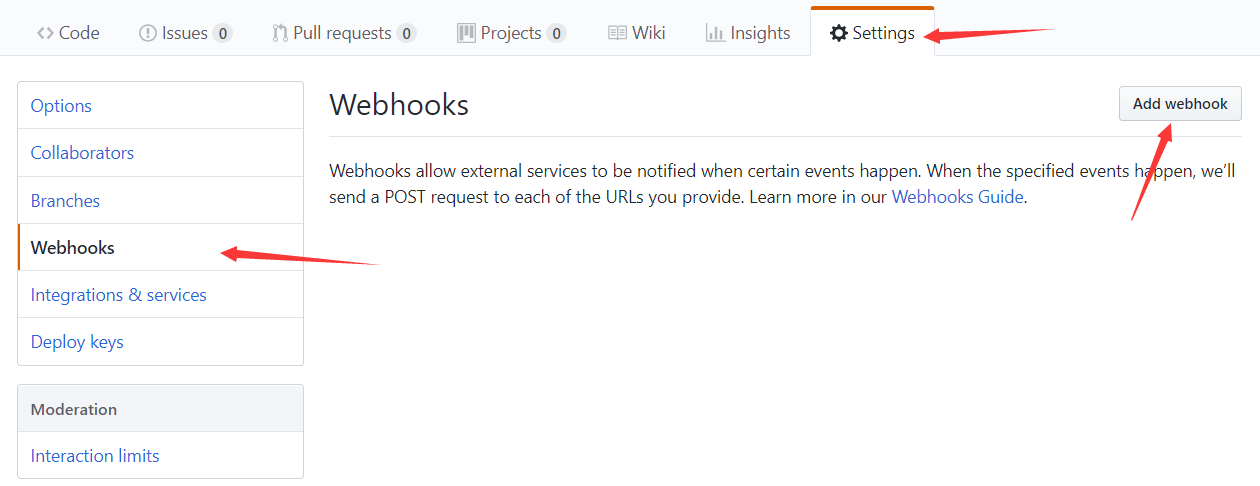 Code Issues 0 Pull requests 0 Projects 0 Wiki Insights Settings
Options
Collaborators
Branches
Webhooks
Integrations & services
Deploy keys
Moderation
Interaction limits
Webhooks
Add webhook
Webhooks allow external services to be notified when certain events happen. When the specified events happen, we’ll
send a POST request to each of the URLs you provide. Learn more in our Webhooks Guide.